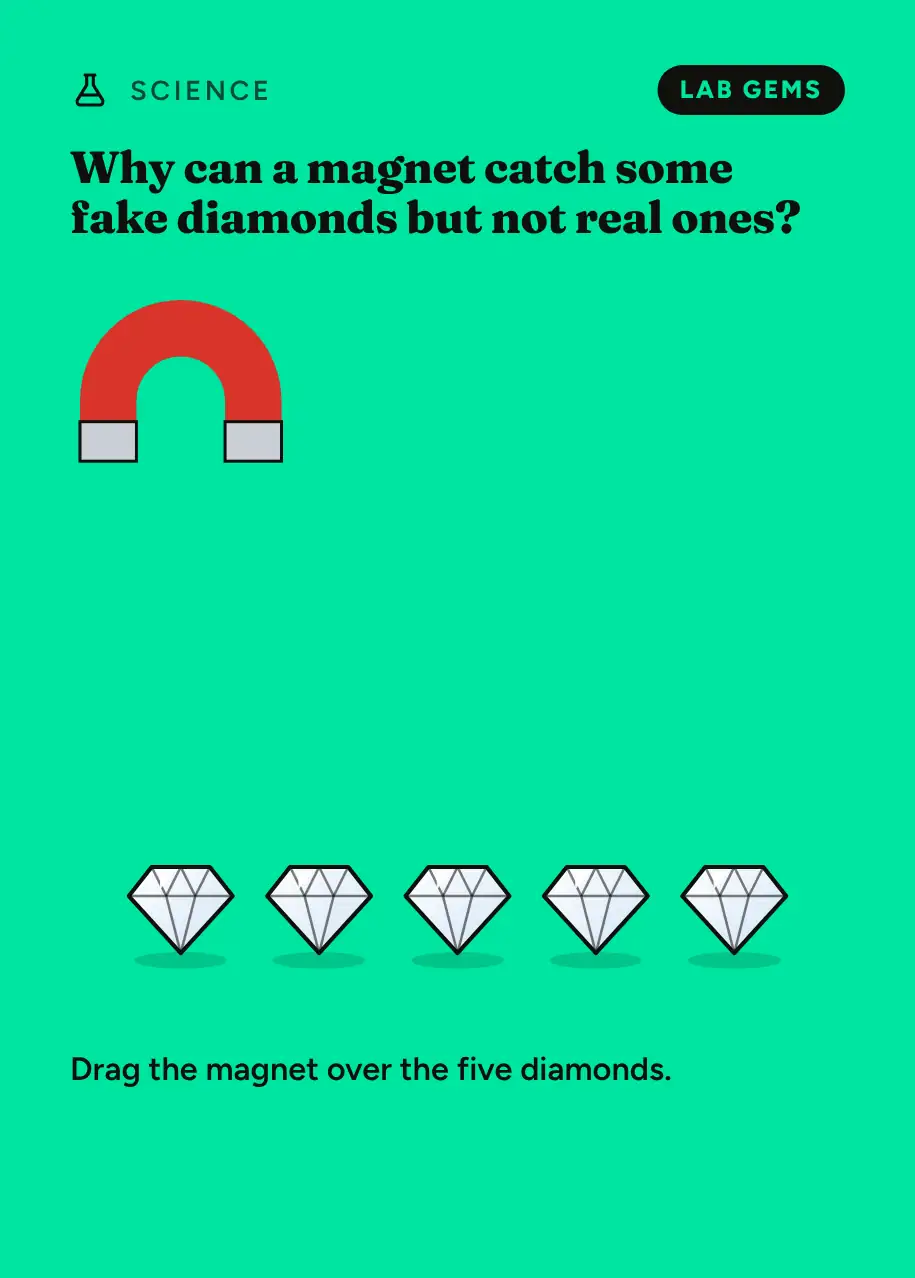 SCIENCE
LAB GEMS
Why can a magnet catch some
fake diamonds but not real ones?
Drag the magnet over the five diamonds.